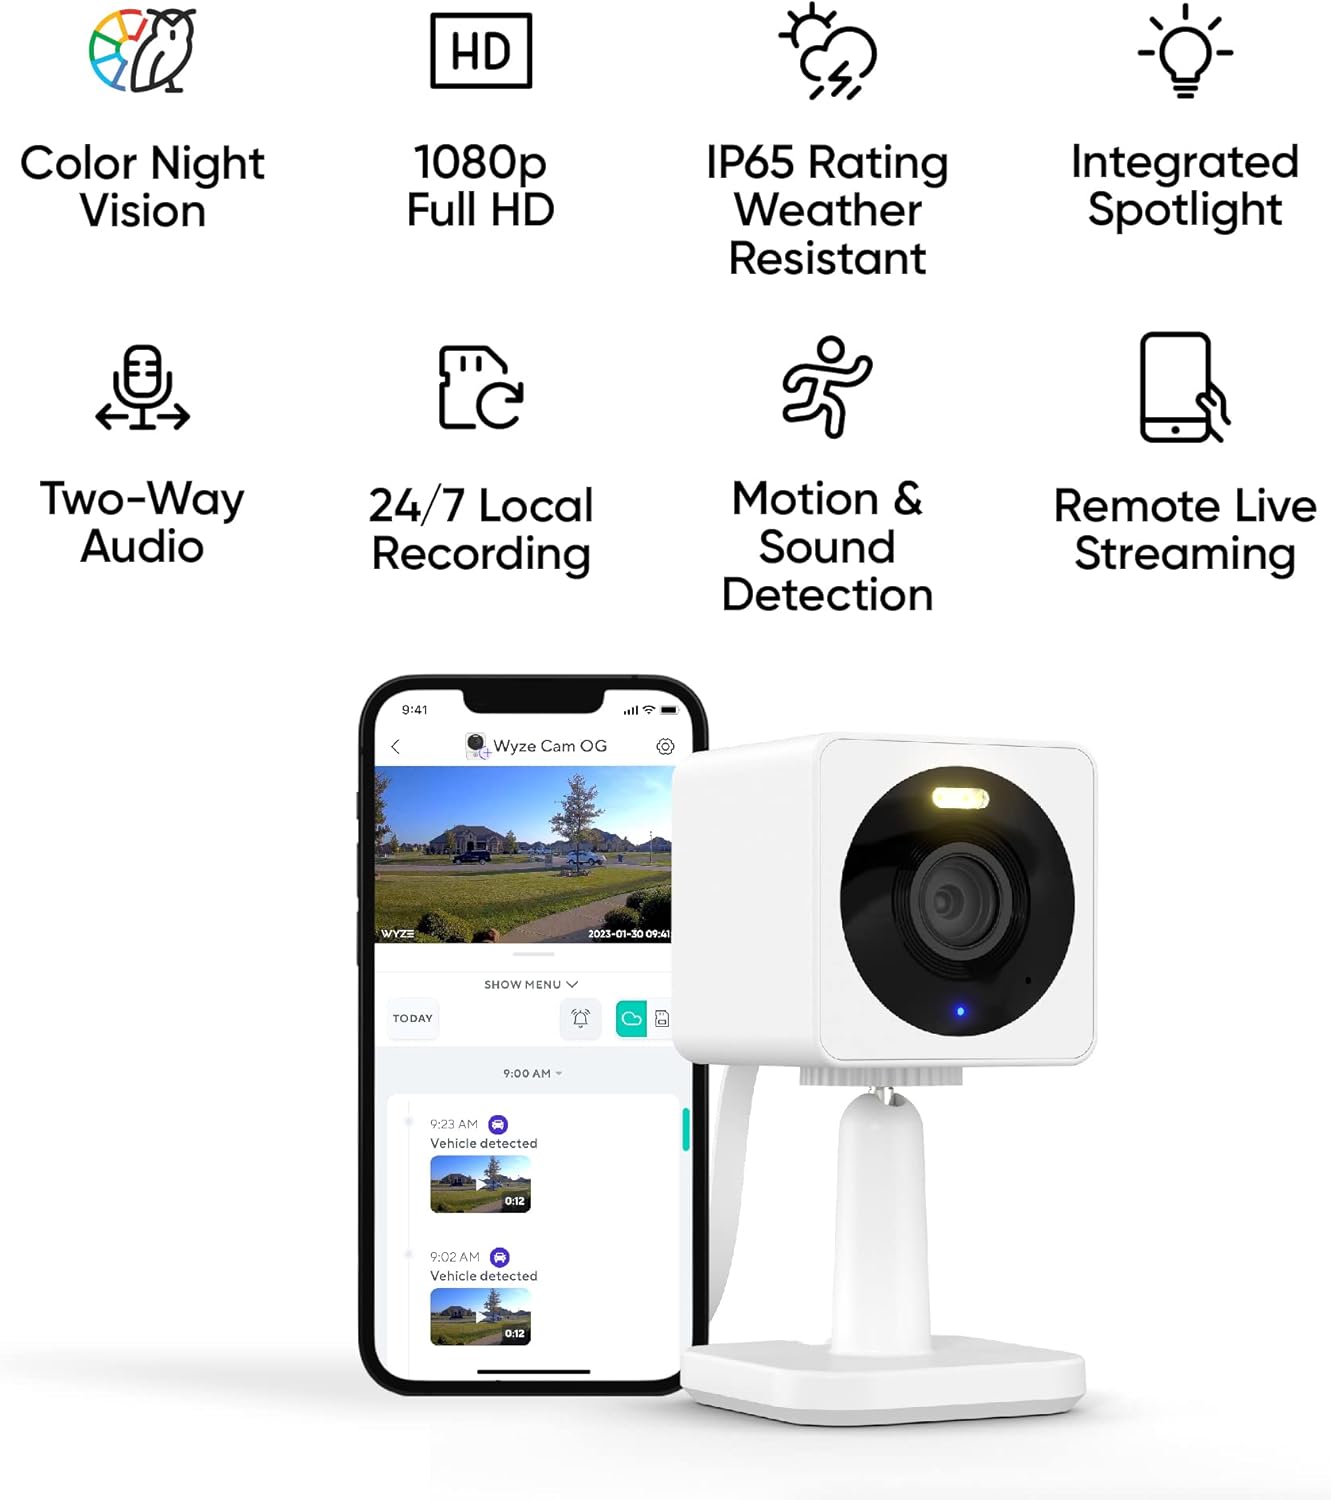 HD
Color Night
Vision
1080p
Full HD
IP65 Rating
Weather
Resistant
Integrated
Spotlight
Two-Way
Audio
24/7 Local
Recording
Motion &
Sound
Detection
Remote Live
Streaming
9:41
Wyze Cam OG
WYZE
2023-01-30 09:41
SHOW MENU
TODAY
9:00 AM
9:23 AM
Vehicle detected
0:12
9:02 AM
Vehicle detected
0:12